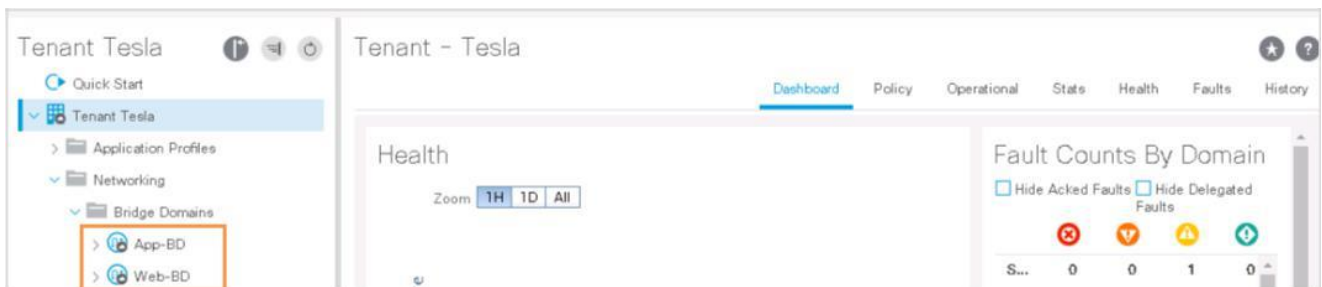 Tenant Tesla
Quick Start
Tenant Tesla
Application Profiles
Networking
Bridge Domains
App-BD
Web-BD
Tenant - Tesla
Dashboard Policy Operational Stats Health Faults History
Health
Zoom 1H 1D All
Fault Counts By Domain
Hide Acked Faults Hide Delegated
Faults
S... 0 0 1 0